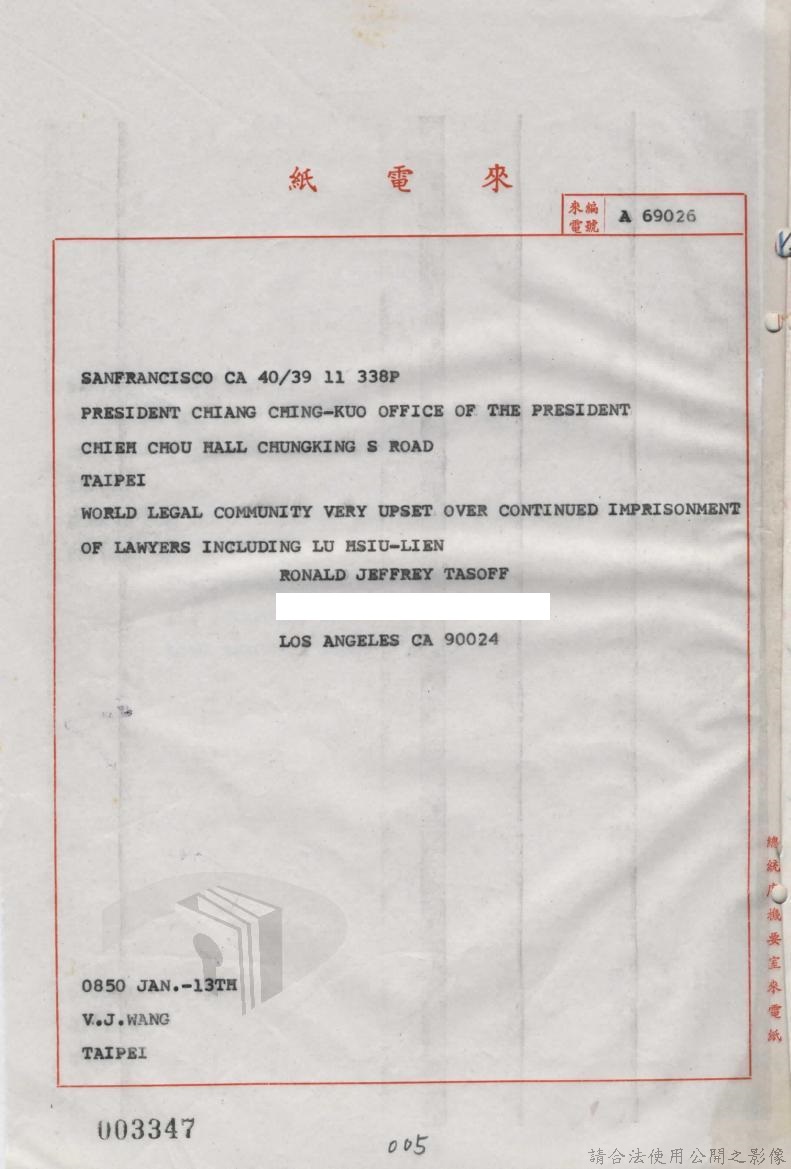 來電紙
來電編號 A 69026
SANFRANCISCO CA 40/39 11 338P
PRESIDENT CHIANG CHING-KUO OFFICE OF THE PRESIDENT
CHIEH CHOU HALL CHUNGKING S ROAD
TAIPEI
WORLD LEGAL COMMUNITY VERY UPSET OVER CONTINUED IMPRISONMENT
OF LAWYERS INCLUDING LU HSIU-LIEN
RONALD JEFFREY TASOFF
LOS ANGELES CA 90024
0850 JAN.-13TH
V.J.WANG
TAIPEI
總統府機要室來電紙
003347
005
請合法使用公開之影像